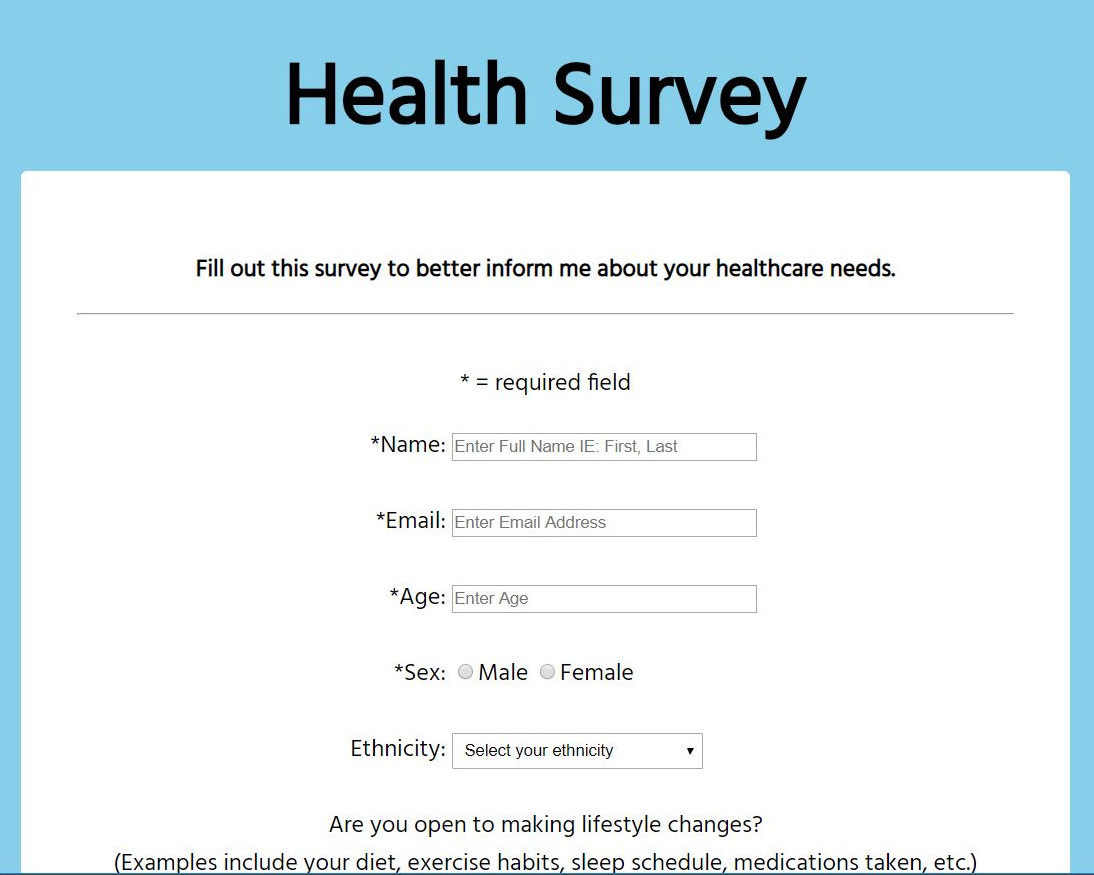 Health Survey
Fill out this survey to better inform me about your healthcare needs.
* = required field
*Name: Enter Full Name IE: First, Last
*Email: Enter Email Address
*Age: Enter Age
*Sex: Male Female
Ethnicity: Select your ethnicity
Are you open to making lifestyle changes?
(Examples include your diet, exercise habits, sleep schedule, medications taken, etc.)